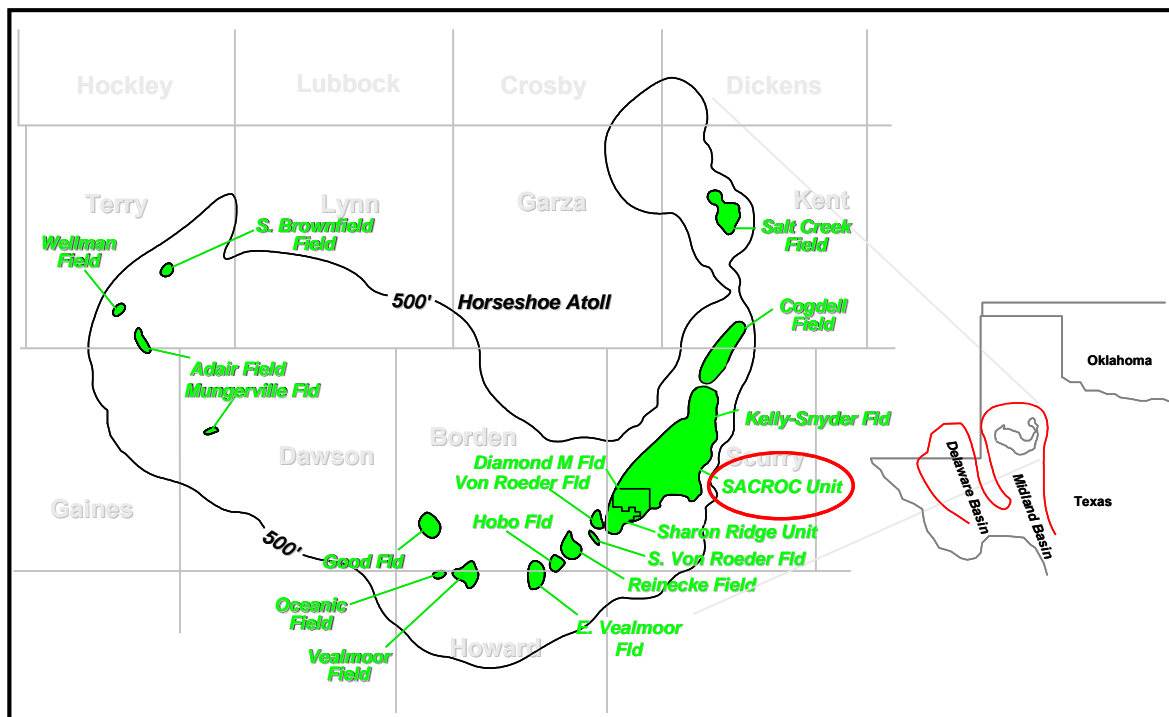 Hockley
Lubbock
Crosby
Dickens
Terry
Lynn
Garza
Kent
S. Brownfield
Field
Wellman
Field
Salt Creek
Field
500'
Horseshoe Atoll
Cogdell
Field
Adair Field
Mungerville Fld
Oklahoma
Kelly-Snyder Fld
Borden
Dawson
Scurry
Diamond M Fld
Von Roeder Fld
SACROC Unit
Gaines
Hobo Fld
Sharon Ridge Unit
Delaware Basin
Midland Basin
Texas
500'
Good Fld
S. Von Roeder Fld
Reinecke Field
Oceanic
Field
E. Vealmoor
Fld
Howard
Vealmoor
Field